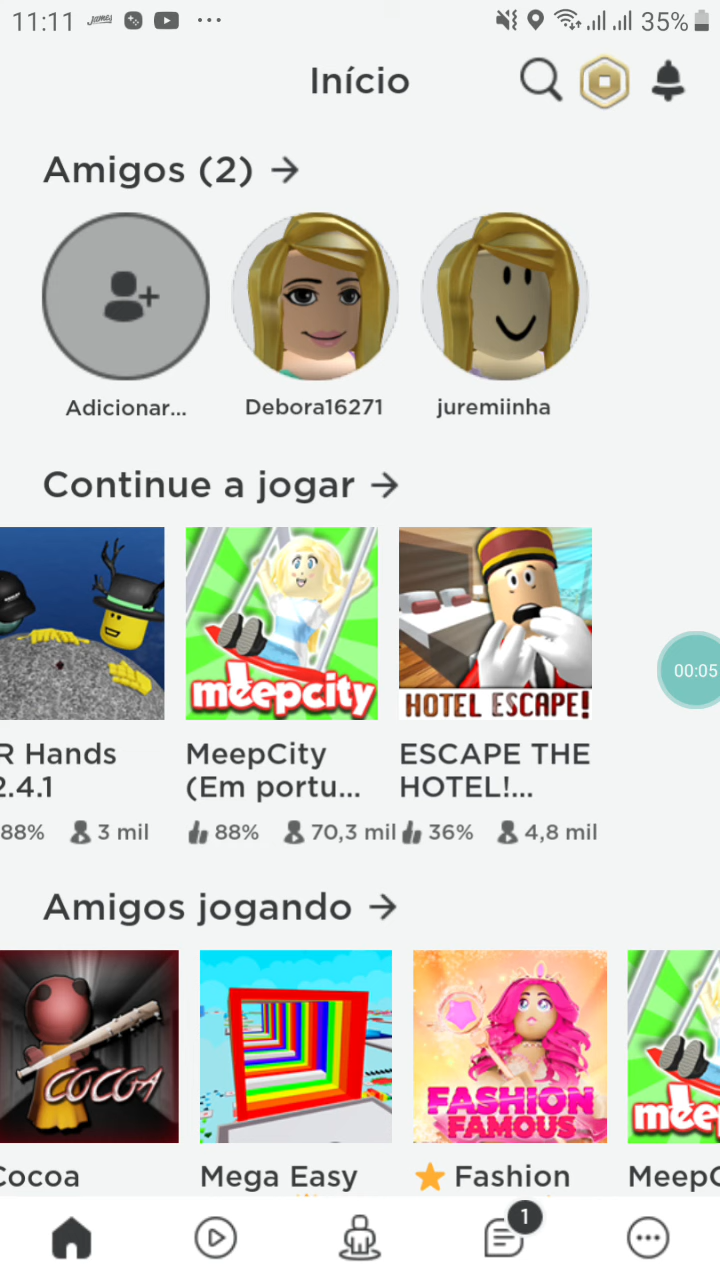 11:11 James 35%
Início
Amigos (2) →
Adicionar...
Debora16271
juremiinha
Continue a jogar →
meepcity
HOTEL ESCAPE!
00:05
R Hands
2.4.1
MeepCity
(Em portu...
ESCAPE THE
HOTEL!...
88% 3 mil
88% 70,3 mil
36% 4,8 mil
Amigos jogando →
COCOA
FASHION
FAMOUS
meep
Cocoa
Mega Easy
Fashion
MeepC
1